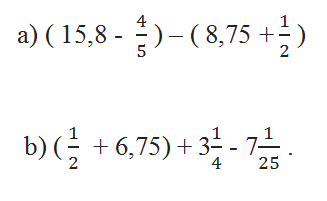 a) ( 15,8 - 4/5 ) – ( 8,75 + 1/2 )
b) ( 1/2 + 6,75) + 3 1/4 - 7 1/25 .